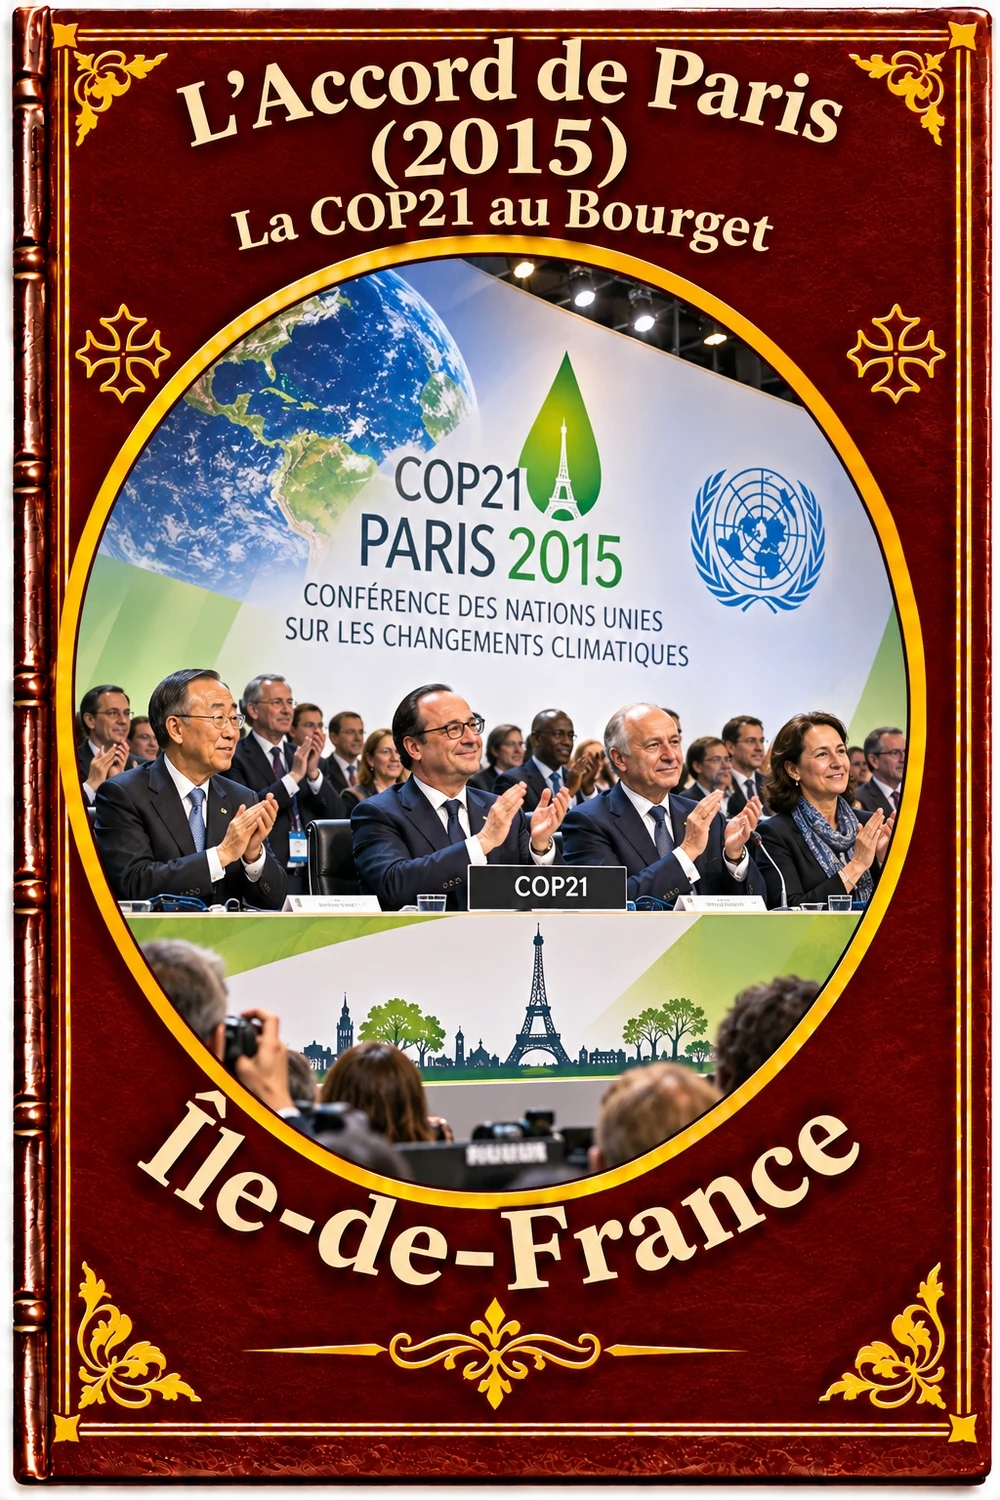 L'Accord de Paris
(2015)
La COP21 au Bourget
COP21
PARIS 2015
CONFÉRENCE DES NATIONS UNIES
SUR LES CHANGEMENTS CLIMATIQUES
COP21
Île-de-France